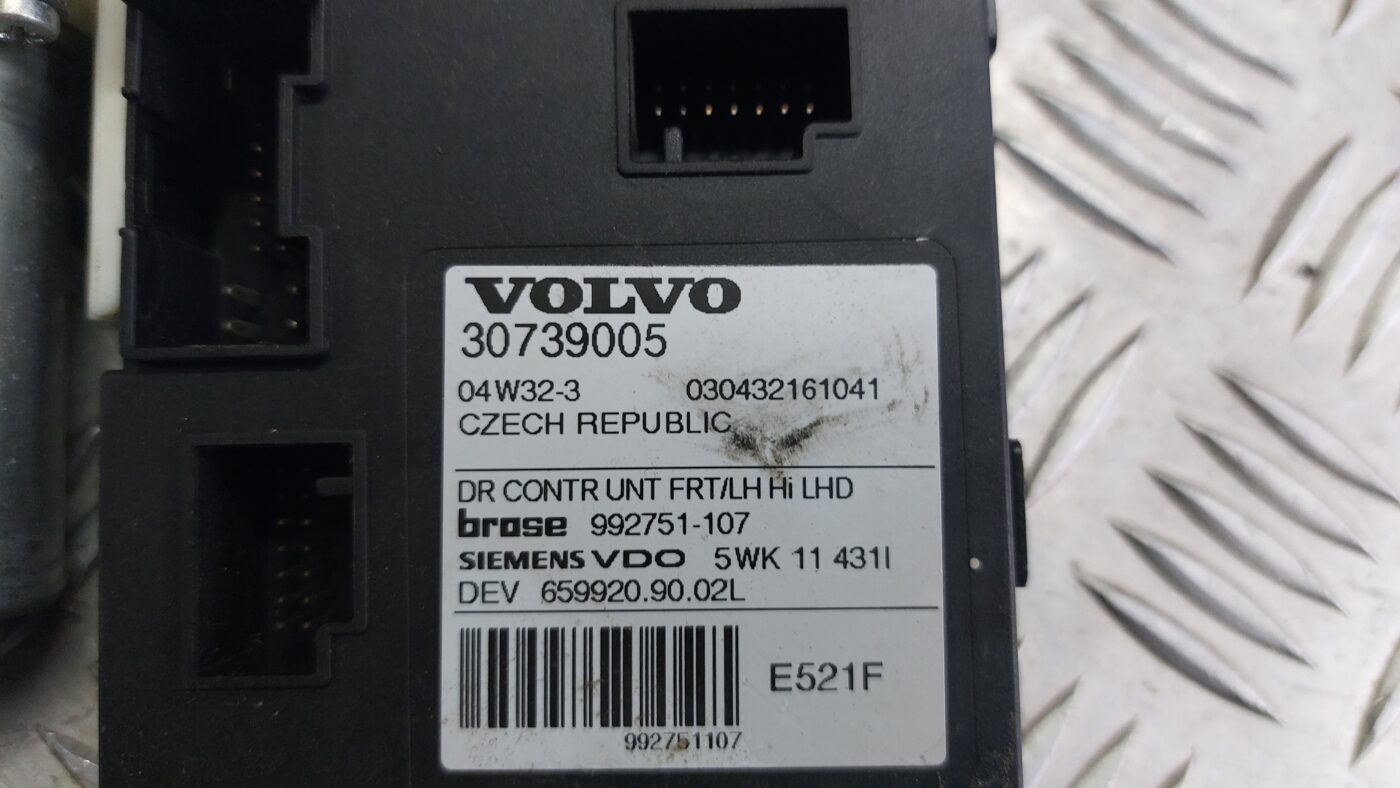 VOLVO
30739005
04W32-3 030432161041
CZECH REPUBLIC
DR CONTR UNT FRT/LH Hi LHD
brose 992751-107
SIEMENS VDO 5WK 11 431I
DEV 659920.90.02L
E521F
992751107